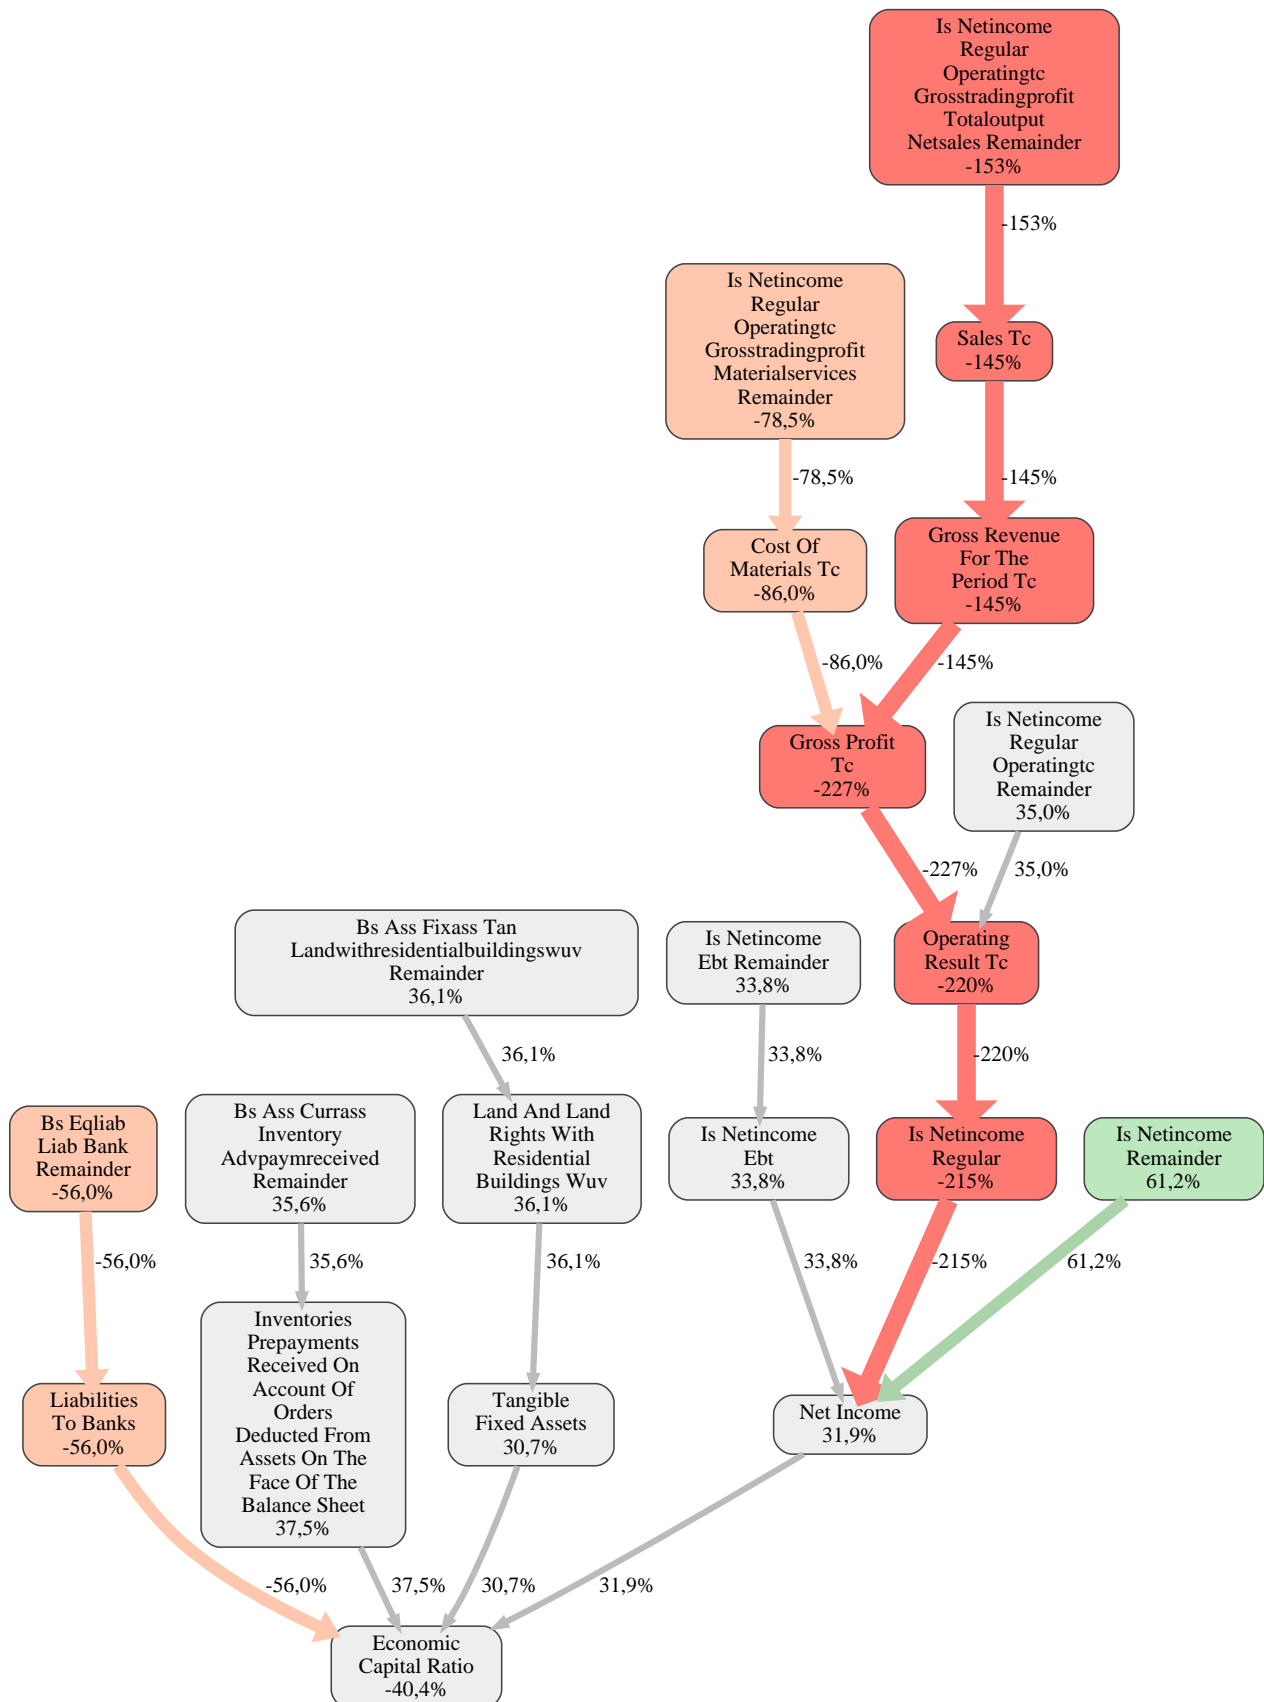 Is Netincome
Regular
Operatingtc
Grosstradingprofit
Totaloutput
Netsales Remainder
-153%
-153%
Is Netincome
Regular
Operatingtc
Grosstradingprofit
Materialservices
Remainder
-78,5%
Sales Tc
-145%
-78,5%
-145%
Cost Of
Materials Tc
-86,0%
Gross Revenue
For The
Period Tc
-145%
-86,0%
-145%
Gross Profit
Tc
-227%
Is Netincome
Regular
Operatingtc
Remainder
35,0%
-227%
35,0%
Bs Ass Fixass Tan
Landwithresidentialbuildingswuv
Remainder
36,1%
Is Netincome
Ebt Remainder
33,8%
Operating
Result Tc
-220%
36,1%
33,8%
-220%
Bs Eqliab
Liab Bank
Remainder
-56,0%
Bs Ass Currass
Inventory
Advpaymreceived
Remainder
35,6%
Land And Land
Rights With
Residential
Buildings Wuv
36,1%
Is Netincome
Ebt
33,8%
Is Netincome
Regular
-215%
Is Netincome
Remainder
61,2%
-56,0%
35,6%
36,1%
33,8%
-215%
61,2%
Liabilities
To Banks
-56,0%
Inventories
Prepayments
Received On
Account Of
Orders
Deducted From
Assets On The
Face Of The
Balance Sheet
37,5%
Tangible
Fixed Assets
30,7%
Net Income
31,9%
-56,0%
37,5%
30,7%
31,9%
Economic
Capital Ratio
-40,4%